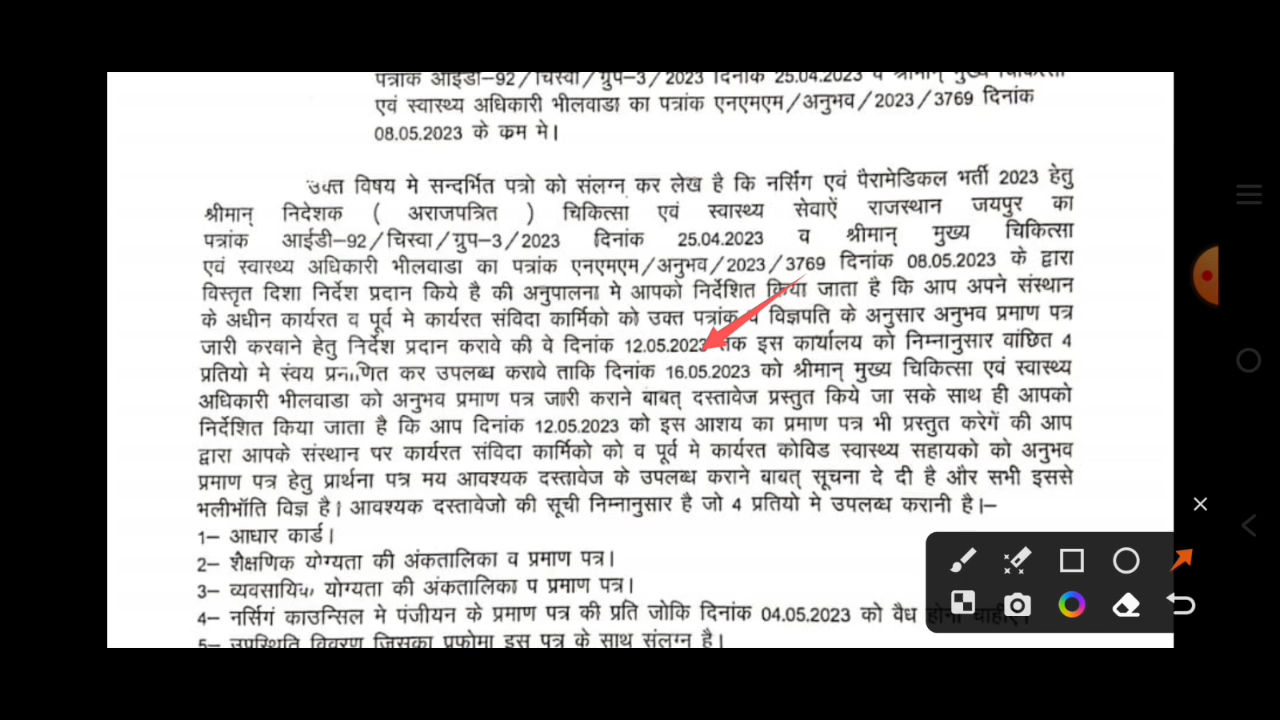 पत्रांक आईडी–92/चिस्वा/ग्रुप–3/2023 दिनांक 25.04.2023 व श्रीमान् मुख्य चिकित्सा
एवं स्वास्थ्य अधिकारी भीलवाडा का पत्रांक एनएमएम/अनुभव/2023/3769 दिनांक
08.05.2023 के क्रम मे।
उक्त विषय मे सन्दर्भित पत्रो को संलग्न कर लेख है कि नर्सिंग एवं पैरामेडिकल भर्ती 2023 हेतु
श्रीमान् निदेशक ( अराजपत्रित ) चिकित्सा एवं स्वास्थ्य सेवाऐं राजस्थान जयपुर का
पत्रांक आईडी–92/चिस्वा/ग्रुप–3/2023 दिनांक 25.04.2023 व श्रीमान् मुख्य चिकित्सा
एवं स्वास्थ्य अधिकारी भीलवाडा का पत्रांक एनएमएम/अनुभव/2023/3769 दिनांक 08.05.2023 के द्वारा
विस्तृत दिशा निर्देश प्रदान किये है की अनुपालना मे आपको निर्देशित किया जाता है कि आप अपने संस्थान
के अधीन कार्यरत व पूर्व मे कार्यरत संविदा कार्मिको को उक्त पत्रांक व विज्ञपति के अनुसार अनुभव प्रमाण पत्र
जारी करवाने हेतु निर्देश प्रदान करावे की वे दिनांक 12.05.2023 तक इस कार्यालय को निम्नानुसार वांछित 4
प्रतियो मे स्वंय प्रमाणित कर उपलब्ध करावे ताकि दिनांक 16.05.2023 को श्रीमान् मुख्य चिकित्सा एवं स्वास्थ्य
अधिकारी भीलवाडा को अनुभव प्रमाण पत्र जारी कराने बाबत् दस्तावेज प्रस्तुत किये जा सके साथ ही आपको
निर्देशित किया जाता है कि आप दिनांक 12.05.2023 को इस आशय का प्रमाण पत्र भी प्रस्तुत करेगें की आप
द्वारा आपके संस्थान पर कार्यरत संविदा कार्मिको को व पूर्व मे कार्यरत कोविड स्वास्थ्य सहायको को अनुभव
प्रमाण पत्र हेतु प्रार्थना पत्र मय आवश्यक दस्तावेज के उपलब्ध कराने बाबत् सूचना दे दी है और सभी इससे
भलीभॉति विज्ञ है। आवश्यक दस्तावेजो की सूची निम्नानुसार है जो 4 प्रतियो मे उपलब्ध करानी है।–
1– आधार कार्ड।
2– शैक्षणिक योग्यता की अंकतालिका व प्रमाण पत्र।
3– व्यवसायिक योग्यता की अंकतालिका प प्रमाण पत्र।
4– नर्सिगं काउन्सिल मे पंजीयन के प्रमाण पत्र की प्रति जोकि दिनांक 04.05.2023 को वैध होना चाहीए।
5– उपस्थिति विवरण जिसका प्रफोमा इस पत्र के साथ संलग्न है।